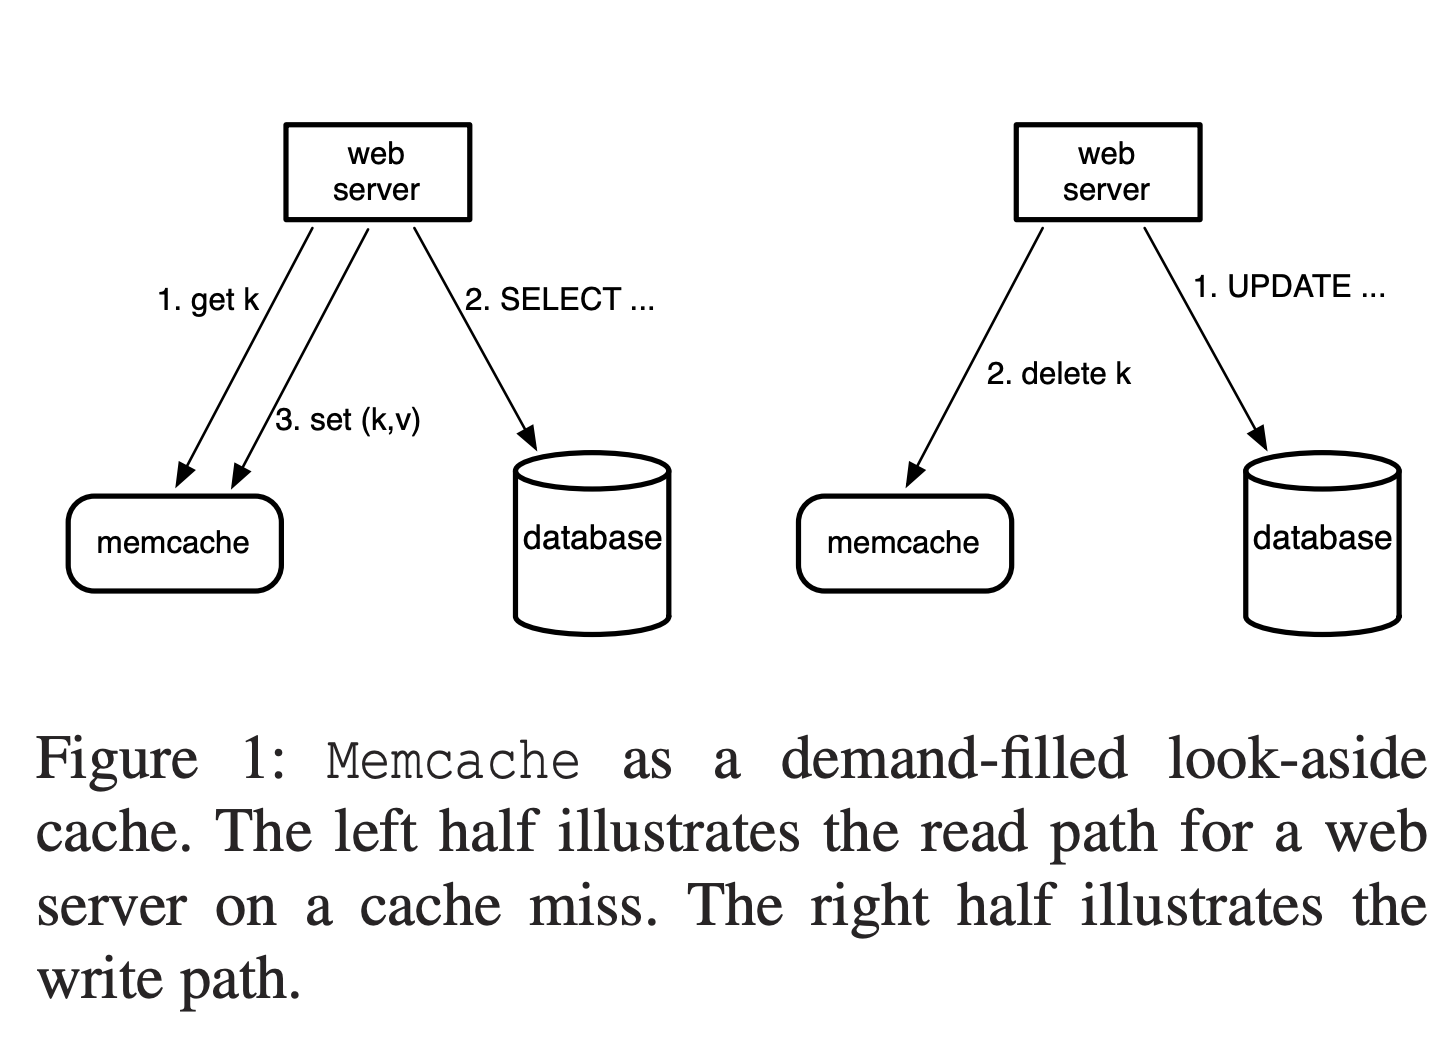 web
server
1. get k
2. SELECT ...
3. set (k,v)
memcache
database
web
server
1. UPDATE ...
2. delete k
memcache
database
Figure 1: Memcache as a demand-filled look-aside
cache. The left half illustrates the read path for a web
server on a cache miss. The right half illustrates the
write path.